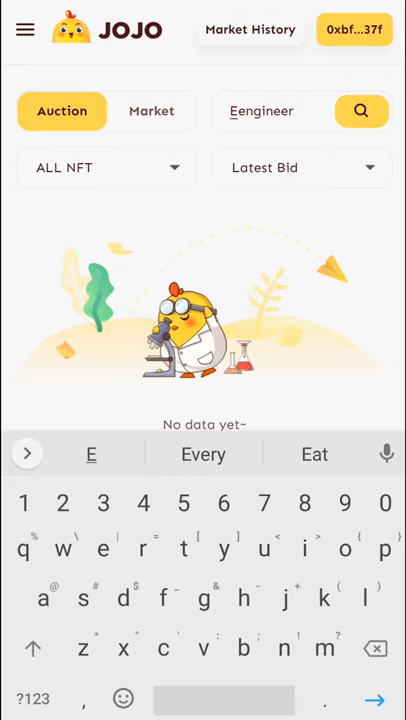 JOJO Market History 0xbf...37f
Auction Market Eengineer
ALL NFT Latest Bid
No data yet~
E Every Eat
1 2 3 4 5 6 7 8 9 0
% \ | = [ ] < > { }
q w e r t y u i o p
@ # $ _ & - + ( )
a s d f g h j k l
* " ' : ; ! ?
z x c v b n m
?123 , .